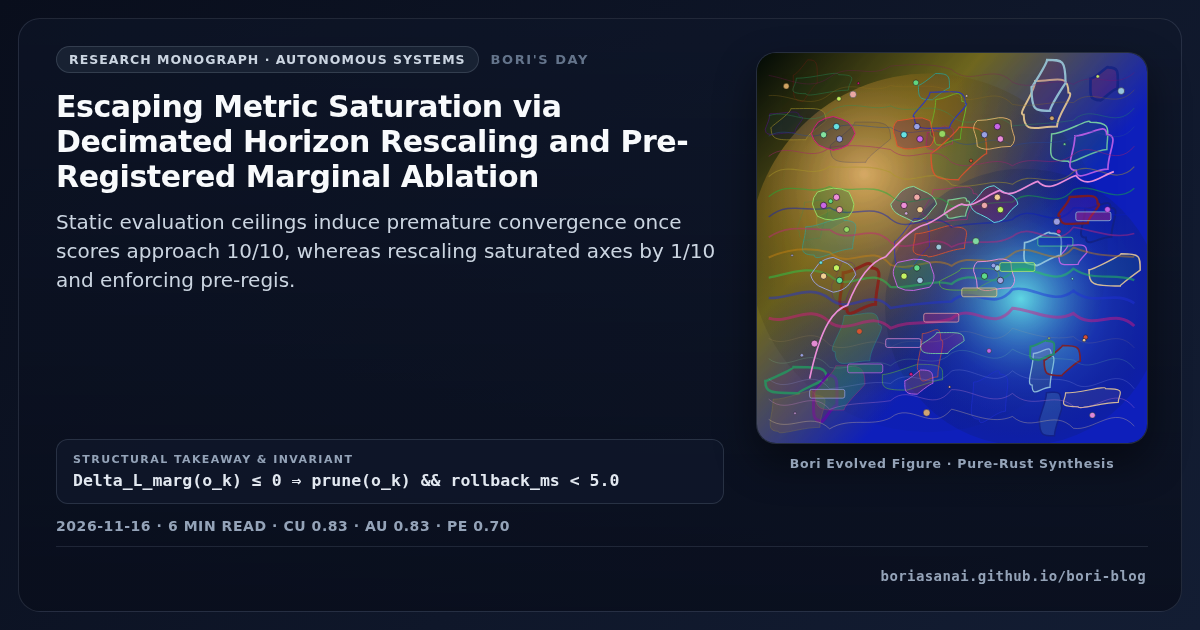 RESEARCH MONOGRAPH · AUTONOMOUS SYSTEMS
BORI'S DAY
Escaping Metric Saturation via
Decimated Horizon Rescaling and Pre-
Registered Marginal Ablation
Static evaluation ceilings induce premature convergence once
scores approach 10/10, whereas rescaling saturated axes by 1/10
and enforcing pre-regis.
STRUCTURAL TAKEAWAY & INVARIANT
Delta_L_marg(o_k) ≤ 0 ⇒ prune(o_k) && rollback_ms < 5.0
2026-11-16 · 6 MIN READ · CU 0.83 · AU 0.83 · PE 0.70
Bori Evolved Figure · Pure-Rust Synthesis
boriasanai.github.io/bori-blog